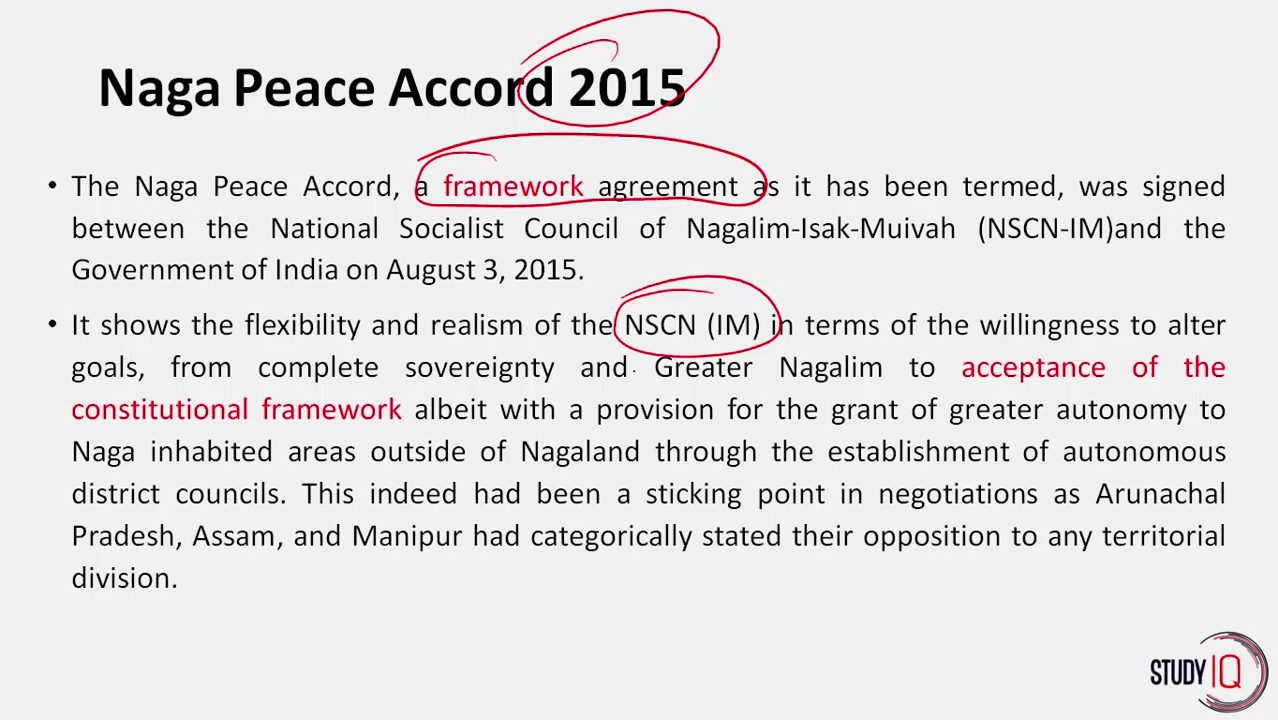 Naga Peace Accord 2015
• The Naga Peace Accord, a framework agreement as it has been termed, was signed
between the National Socialist Council of Nagalim-Isak-Muivah (NSCN-IM)and the
Government of India on August 3, 2015.
• It shows the flexibility and realism of the NSCN (IM) in terms of the willingness to alter
goals, from complete sovereignty and Greater Nagalim to acceptance of the
constitutional framework albeit with a provision for the grant of greater autonomy to
Naga inhabited areas outside of Nagaland through the establishment of autonomous
district councils. This indeed had been a sticking point in negotiations as Arunachal
Pradesh, Assam, and Manipur had categorically stated their opposition to any territorial
division.
STUDY IQ